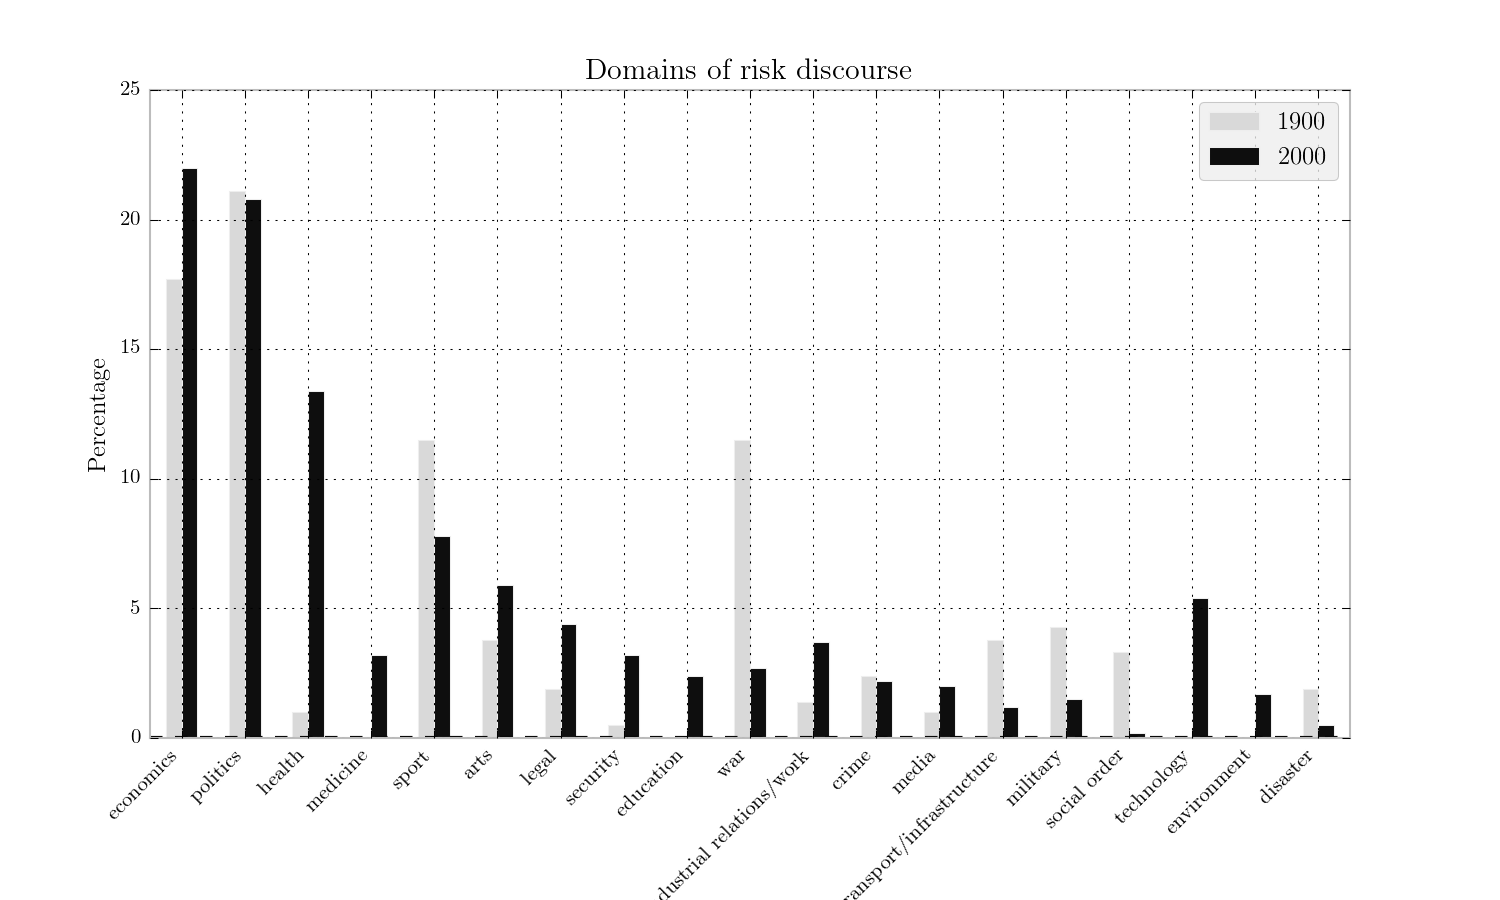 Domains of risk discourse
25
20
15
10
5
0
Percentage
1900
2000
economics
politics
health
medicine
sport
arts
legal
security
education
war
dustrial relations/work
crime
media
ransport/infrastructure
military
social order
technology
environment
disaster